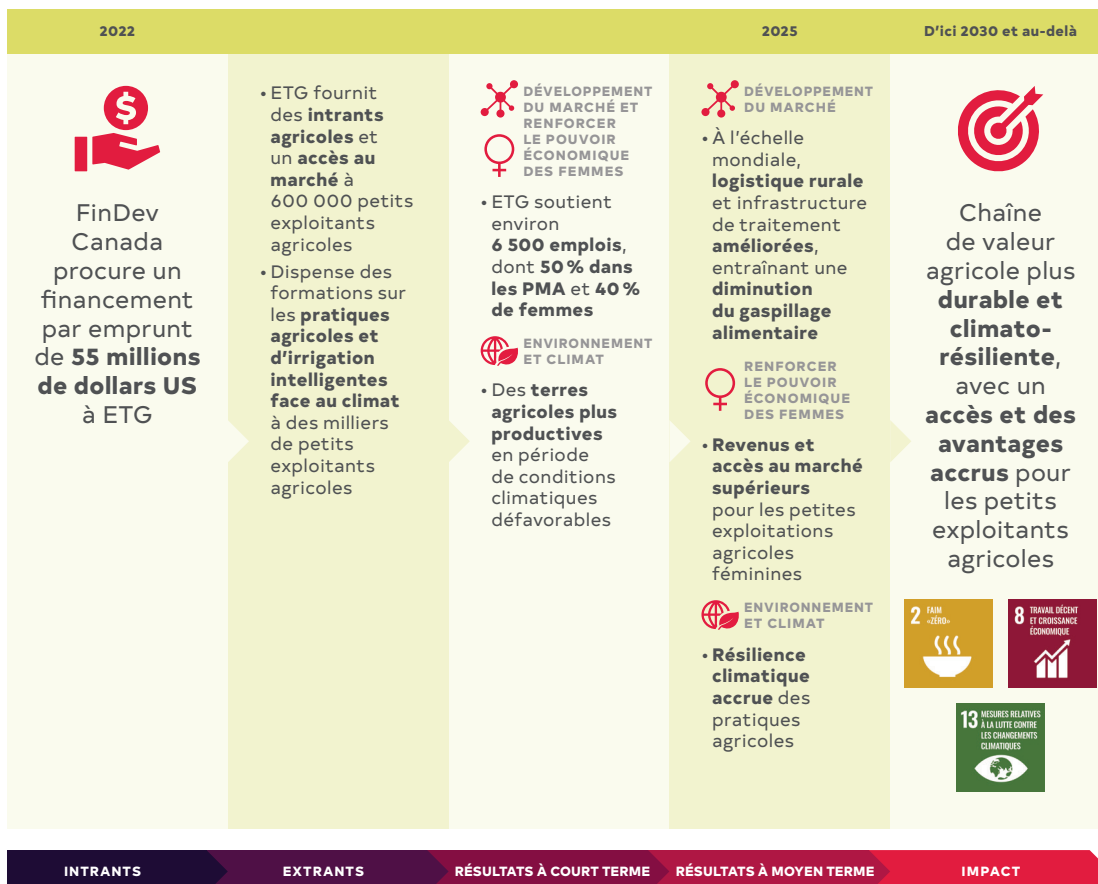 2022
2025
D'ici 2030 et au-delà
$
FinDev
Canada
procure un
financement
par emprunt
de 55 millions
de dollars US
à ETG
• ETG fournit
des intrants
agricoles et
un accès au
marché à
600 000 petits
exploitants
agricoles
• Dispense des
formations sur
les pratiques
agricoles et
d'irrigation
intelligentes
face au climat
à des milliers
de petits
exploitants
agricoles
DÉVELOPPEMENT
DU MARCHÉ ET
RENFORCER
LE POUVOIR
ÉCONOMIQUE
DES FEMMES
• ETG soutient
environ
6 500 emplois,
dont 50 % dans
les PMA et 40 %
de femmes
ENVIRONNEMENT
ET CLIMAT
• Des terres
agricoles plus
productives
en période
de conditions
climatiques
défavorables
DÉVELOPPEMENT
DU MARCHÉ
• À l'échelle
mondiale,
logistique rurale
et infrastructure
de traitement
améliorées,
entraînant une
diminution
du gaspillage
alimentaire
RENFORCER
LE POUVOIR
ÉCONOMIQUE
DES FEMMES
• Revenus et
accès au marché
supérieurs
pour les petites
exploitations
agricoles
féminines
ENVIRONNEMENT
ET CLIMAT
• Résilience
climatique
accrue des
pratiques
agricoles
Chaîne
de valeur
agricole plus
durable et
climato-
résiliente,
avec un
accès et des
avantages
accrus pour
les petits
exploitants
agricoles
2 FAIM
«ZÉRO»
8 TRAVAIL DÉCENT
ET CROISSANCE
ÉCONOMIQUE
13 MESURES RELATIVES
À LA LUTTE CONTRE
LES CHANGEMENTS
CLIMATIQUES
INTRANTS
EXTRANTS
RÉSULTATS À COURT TERME
RÉSULTATS À MOYEN TERME
IMPACT